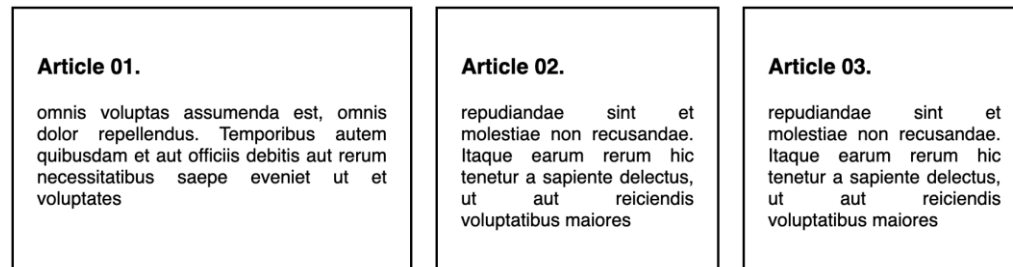 Article 01.
omnis voluptas assumenda est, omnis
dolor repellendus. Temporibus autem
quibusdam et aut officiis debitis aut rerum
necessitatibus saepe eveniet ut et
voluptates
Article 02.
repudiandae sint et
molestiae non recusandae.
Itaque earum rerum hic
tenetur a sapiente delectus,
ut aut reiciendis
voluptatibus maiores
Article 03.
repudiandae sint et
molestiae non recusandae.
Itaque earum rerum hic
tenetur a sapiente delectus,
ut aut reiciendis
voluptatibus maiores